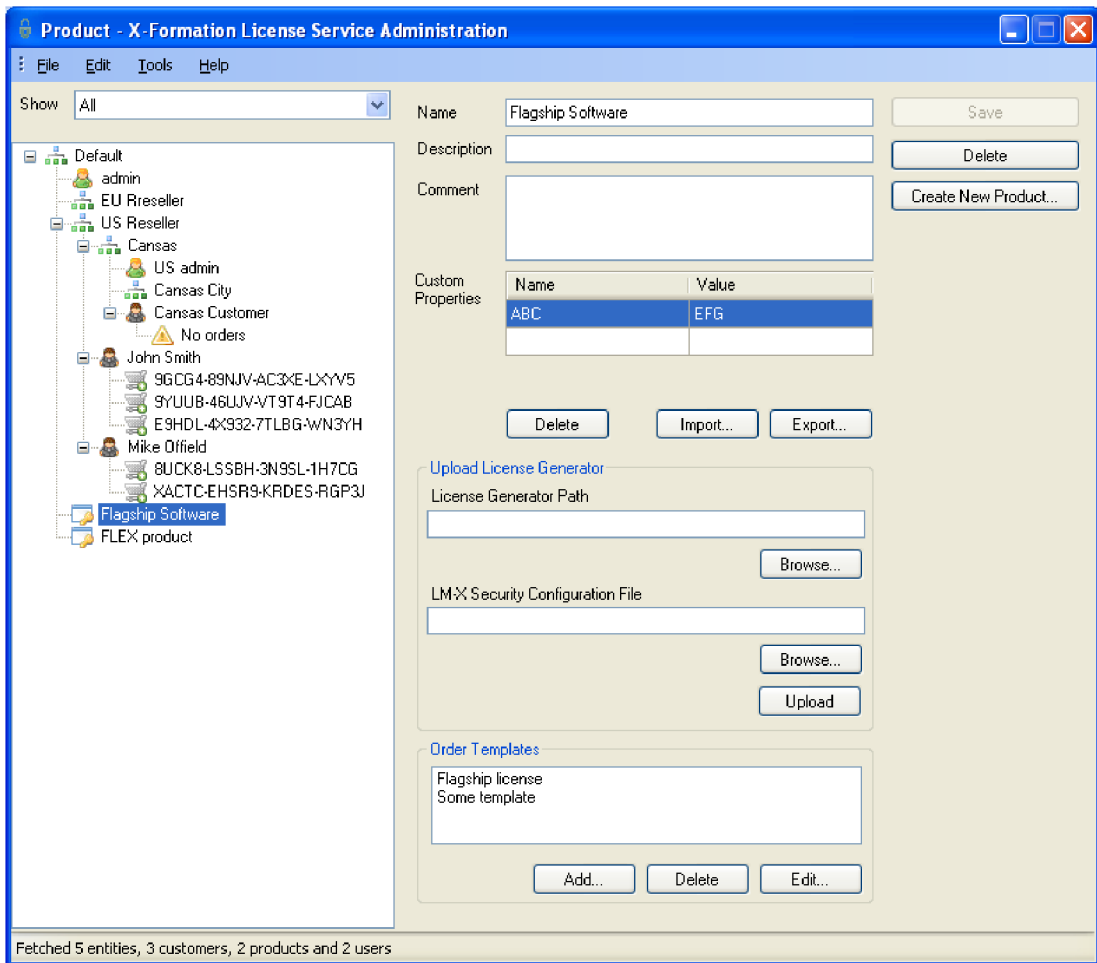 Product - X-Formation License Service Administration
File Edit Tools Help
Show All
Default
admin
EU Rreseller
US Reseller
Cansas
US admin
Cansas City
Cansas Customer
No orders
John Smith
9GCG4-89NJV-AC3XE-LXYV5
9YUUB-46UJV-VT9T4-FJCAB
E9HDL-4X932-7TLBG-WN3YH
Mike Offield
8UCK8-LSSBH-3N9SL-1H7CG
XACTC-EHSR9-KRDES-RGP3J
Flagship Software
FLEX product
Name Flagship Software
Description
Comment
Custom
Properties
Name Value
ABC EFG
Delete Import... Export...
Upload License Generator
License Generator Path
Browse...
LM-X Security Configuration File
Browse...
Upload
Order Templates
Flagship license
Some template
Add... Delete Edit...
Save
Delete
Create New Product...
Fetched 5 entities, 3 customers, 2 products and 2 users